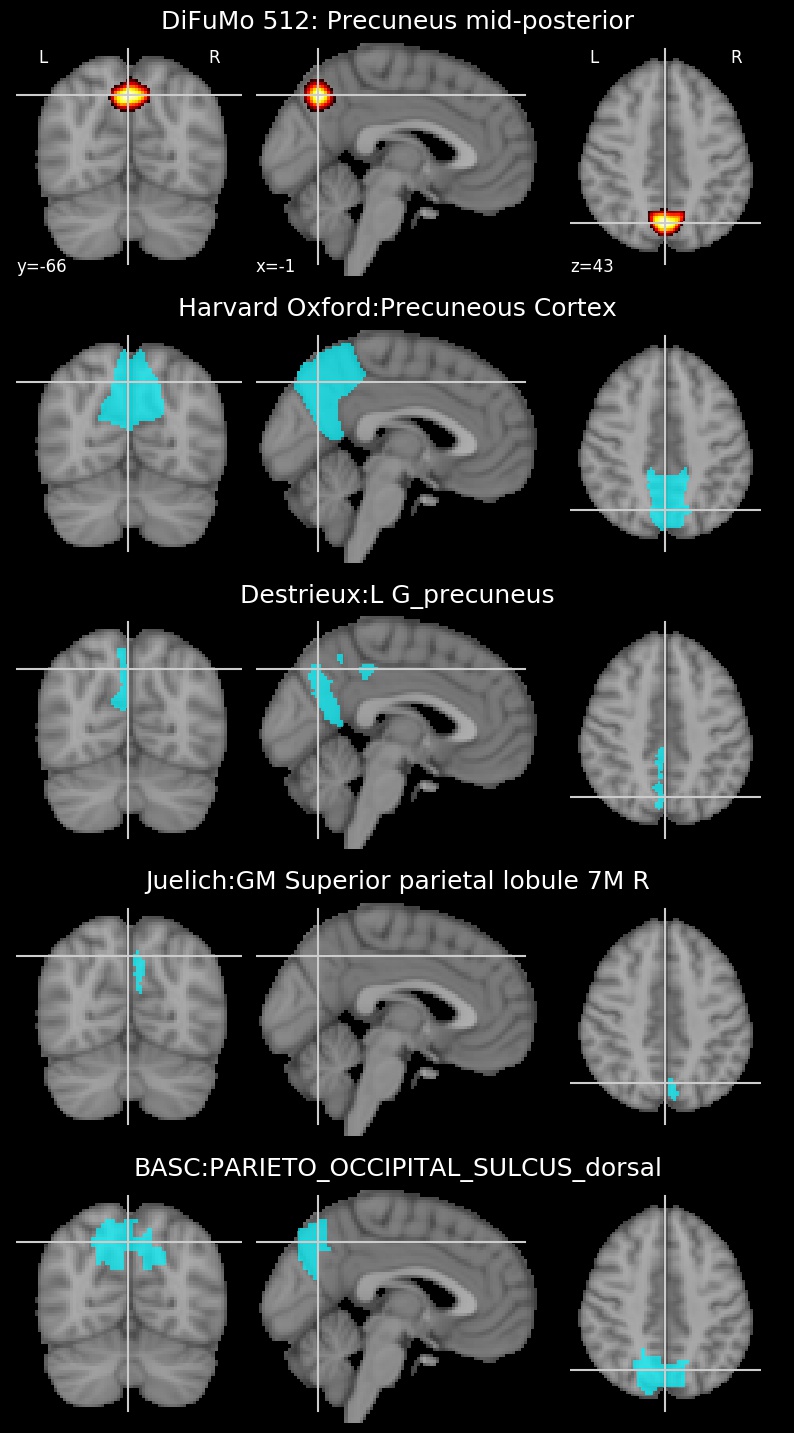 DiFuMo 512: Precuneus mid-posterior
L R L R
y=-66 x=-1 z=43
Harvard Oxford:Precuneous Cortex
Destrieux:L G_precuneus
Juelich:GM Superior parietal lobule 7M R
BASC:PARIETO_OCCIPITAL_SULCUS_dorsal